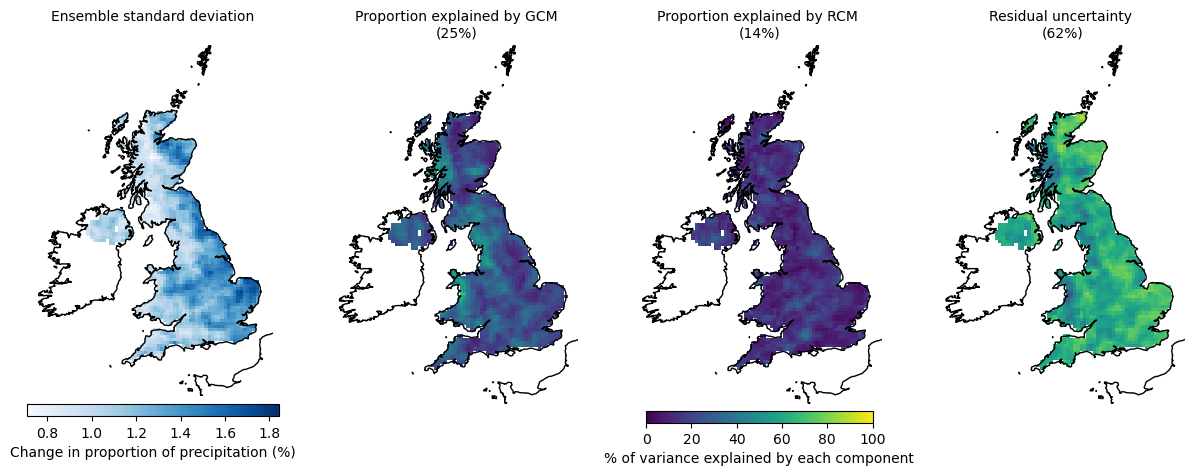 Ensemble standard deviation
Proportion explained by GCM
(25%)
Proportion explained by RCM
(14%)
Residual uncertainty
(62%)
0.8 1.0 1.2 1.4 1.6 1.8
Change in proportion of precipitation (%)
0 20 40 60 80 100
% of variance explained by each component